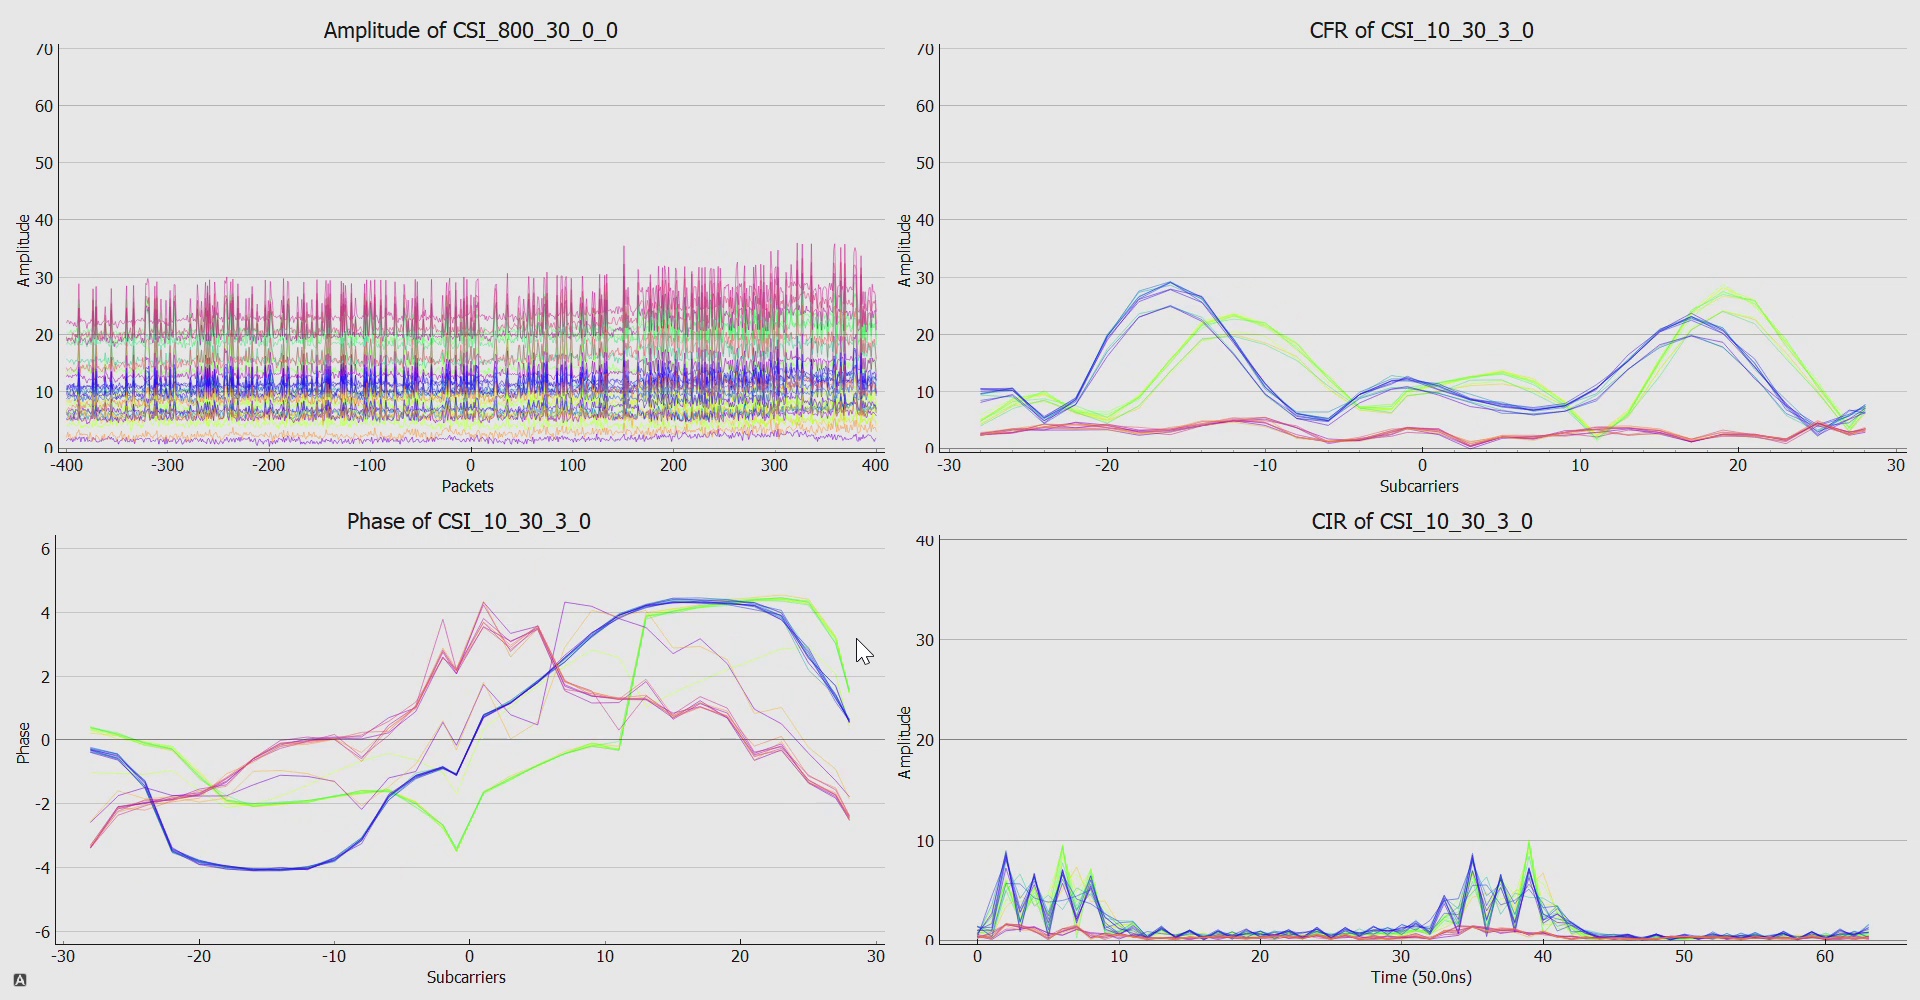 Amplitude of CSI_800_30_0_0
70
60
50
40
30
20
10
0
Amplitude
-400 -300 -200 -100 0 100 200 300 400
Packets
CFR of CSI_10_30_3_0
70
60
50
40
30
20
10
0
Amplitude
-30 -20 -10 0 10 20 30
Subcarriers
Phase of CSI_10_30_3_0
6
4
2
0
-2
-4
-6
Phase
-30 -20 -10 0 10 20 30
Subcarriers
A
CIR of CSI_10_30_3_0
40
30
20
10
0
Amplitude
0 10 20 30 40 50 60
Time (50.0ns)